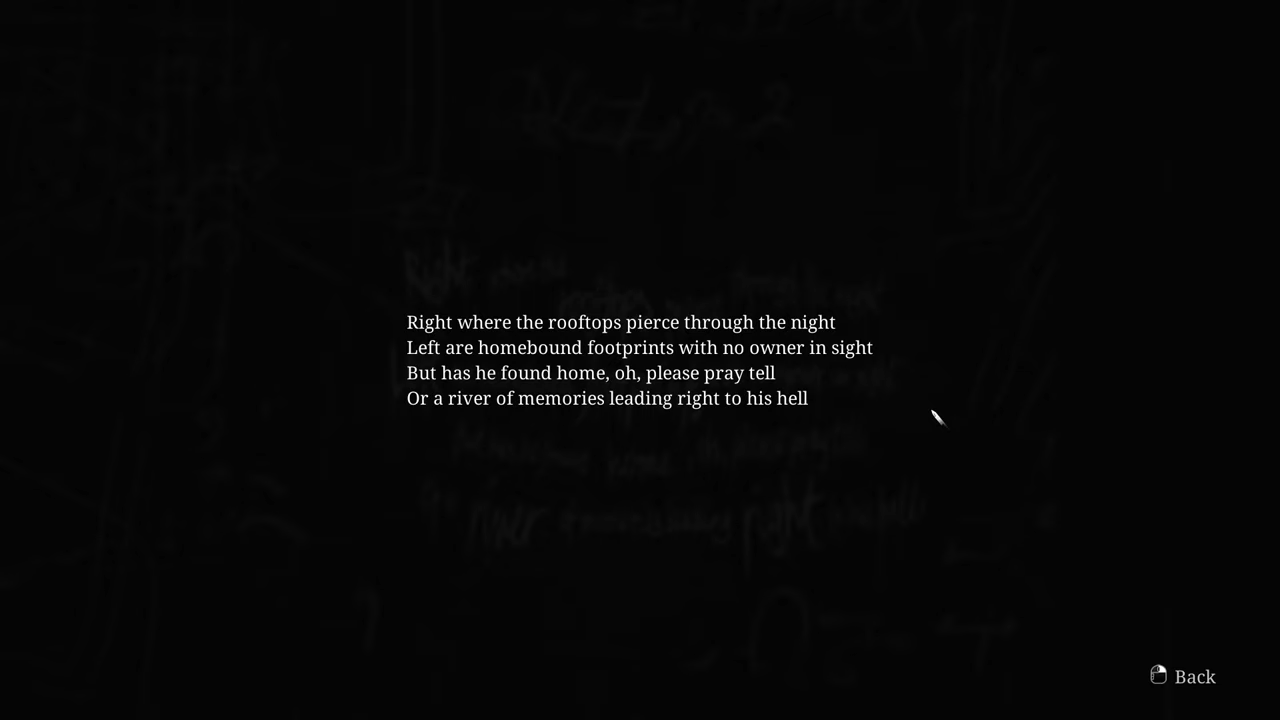 Right where the rooftops pierce through the night
Left are homebound footprints with no owner in sight
But has he found home, oh, please pray tell
Or a river of memories leading right to his hell
Back